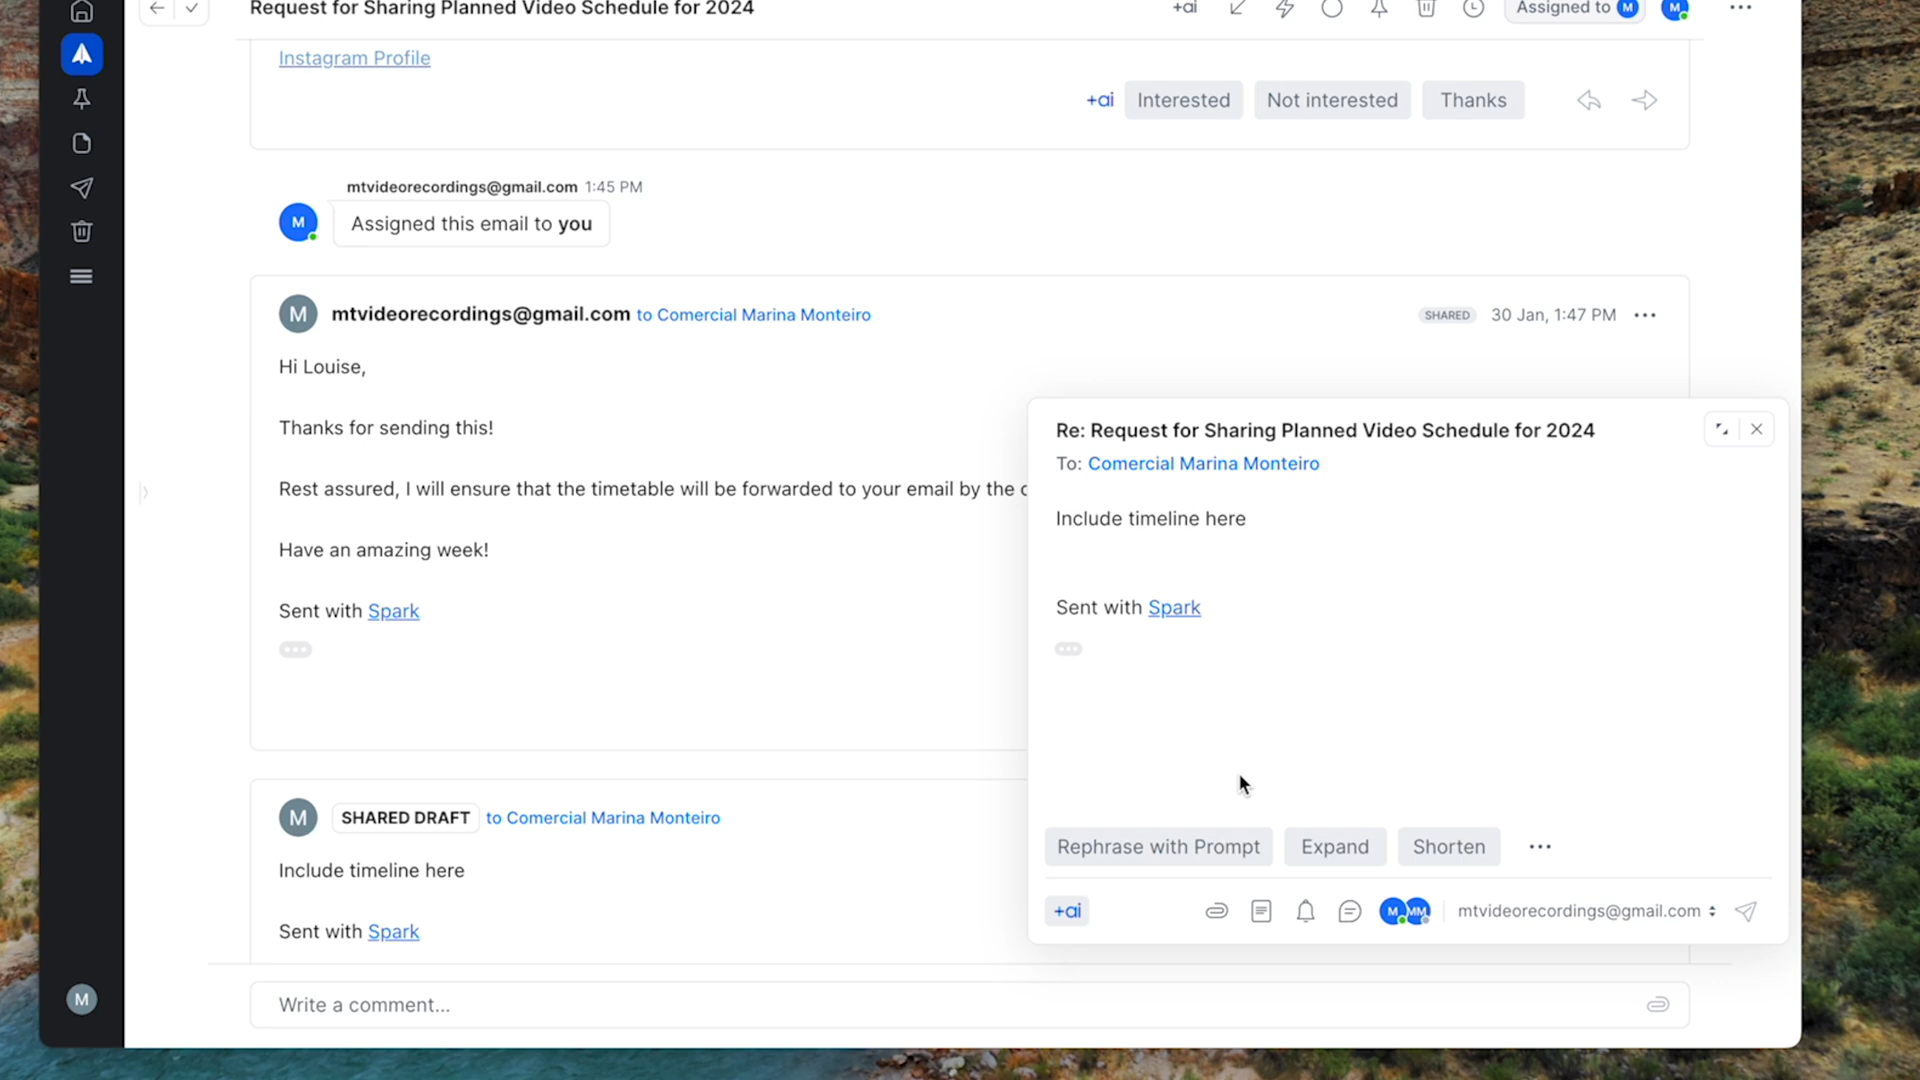 Request for Sharing Planned Video Schedule for 2024
+ai
Assigned to M
M
Instagram Profile
+ai Interested Not interested Thanks
mtvideorecordings@gmail.com 1:45 PM
M
Assigned this email to you
M
mtvideorecordings@gmail.com to Comercial Marina Monteiro
SHARED 30 Jan, 1:47 PM
Hi Louise,
Thanks for sending this!
Rest assured, I will ensure that the timetable will be forwarded to your email by the
Have an amazing week!
Sent with Spark
M
SHARED DRAFT to Comercial Marina Monteiro
Include timeline here
Sent with Spark
Write a comment...
M
Re: Request for Sharing Planned Video Schedule for 2024
To: Comercial Marina Monteiro
Include timeline here
Sent with Spark
Rephrase with Prompt Expand Shorten
+ai
M MM mtvideorecordings@gmail.com